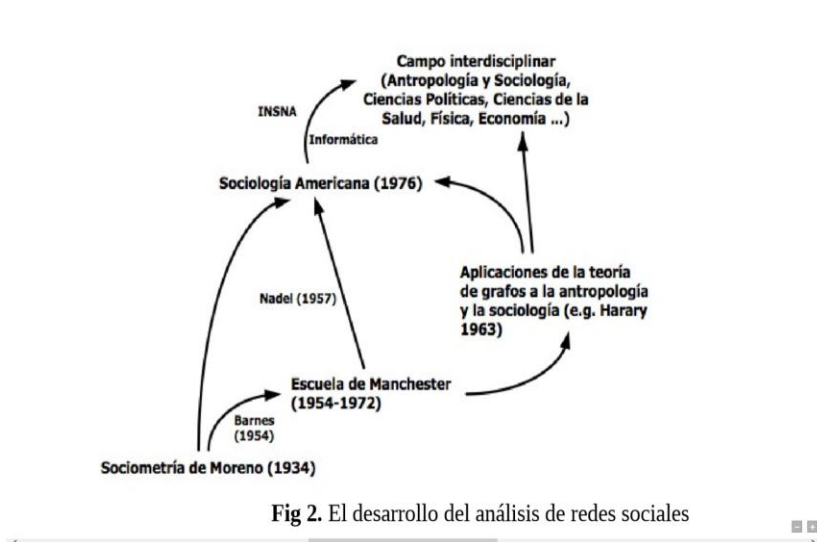 Campo interdisciplinar
(Antropología y Sociología,
Ciencias Políticas, Ciencias de la
Salud, Física, Economía ...)
INSNA
Informática
Sociología Americana (1976)
Aplicaciones de la teoría
de grafos a la antropología
y la sociología (e.g. Harary
1963)
Nadel (1957)
Escuela de Manchester
(1954-1972)
Barnes
(1954)
Sociometría de Moreno (1934)
Fig 2. El desarrollo del análisis de redes sociales